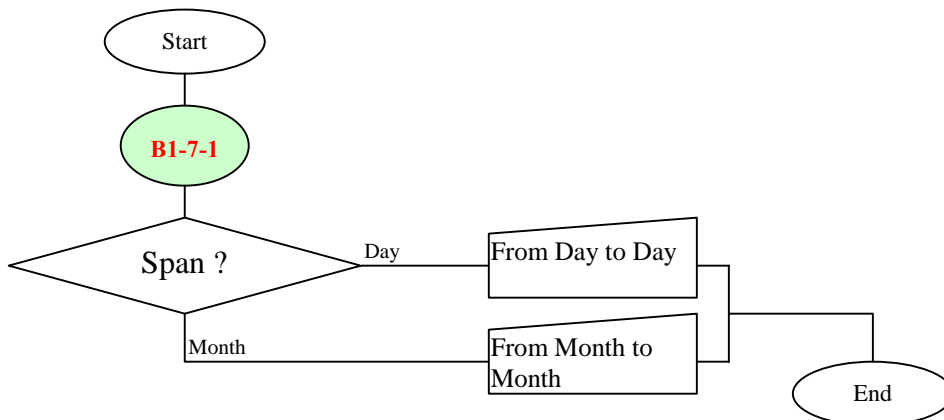 Start
B1-7-1
Span ?
Day
From Day to Day
Month
From Month to
Month
End